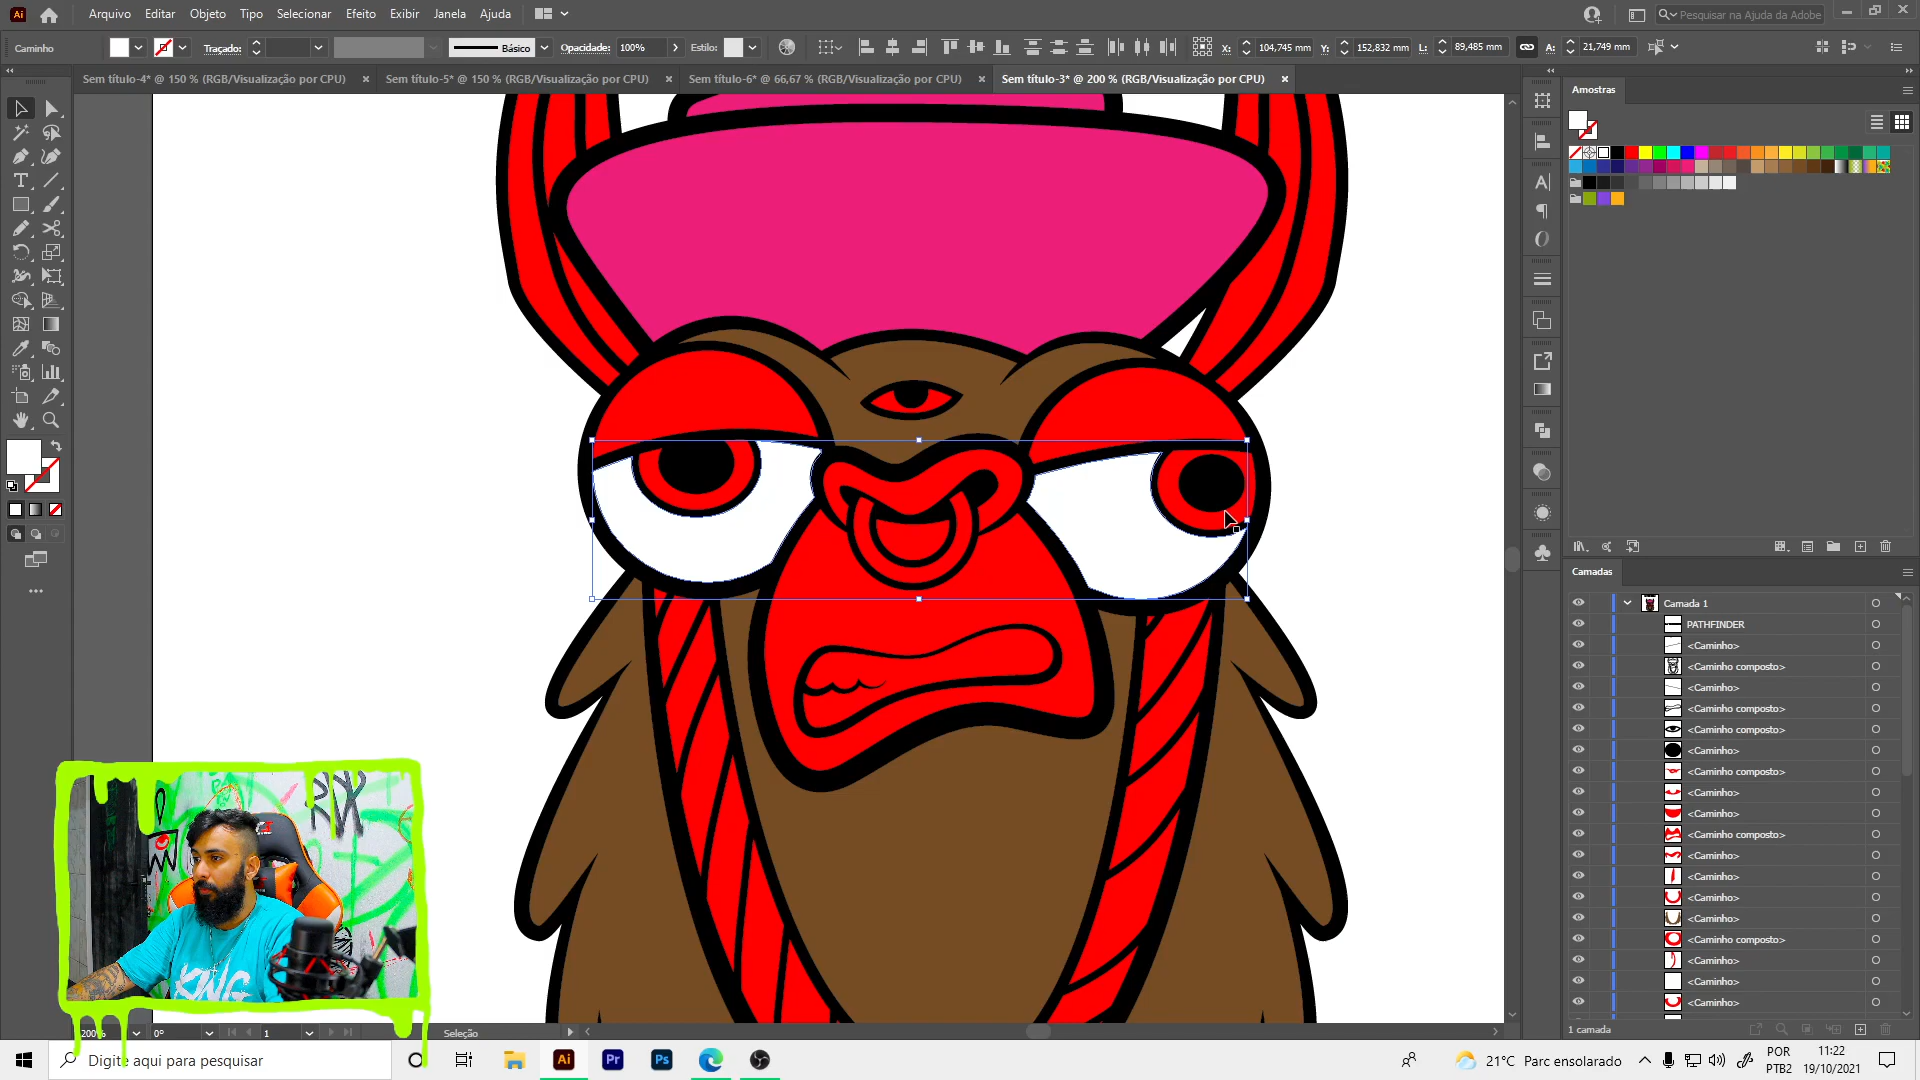 Ai
Arquivo Editar Objeto Tipo Selecionar Efeito Exibir Janela Ajuda
Pesquisar na Ajuda da Adobe
Caminho
Traçado:
Básico
Opacidade: 100%
Estilo:
X: 104,745 mm
Y: 152,832 mm
L: 89,485 mm
A: 21,749 mm
Sem título-4* @ 150 % (RGB/Visualização por CPU)
Sem título-5* @ 150 % (RGB/Visualização por CPU)
Sem título-6* @ 66,67 % (RGB/Visualização por CPU)
Sem título-3* @ 200 % (RGB/Visualização por CPU)
Amostras
Camadas
Camada 1
PATHFINDER
<Caminho>
<Caminho composto>
<Caminho>
<Caminho composto>
<Caminho composto>
<Caminho>
<Caminho composto>
<Caminho>
<Caminho>
<Caminho composto>
<Caminho>
<Caminho>
<Caminho>
<Caminho>
<Caminho composto>
<Caminho>
<Caminho>
<Caminho>
1 camada
KING
200%
0°
1
Seleção
Digite aqui para pesquisar
Ai
Pr
Ps
21°C Parc ensolarado
POR
PTB2
11:22
19/10/2021